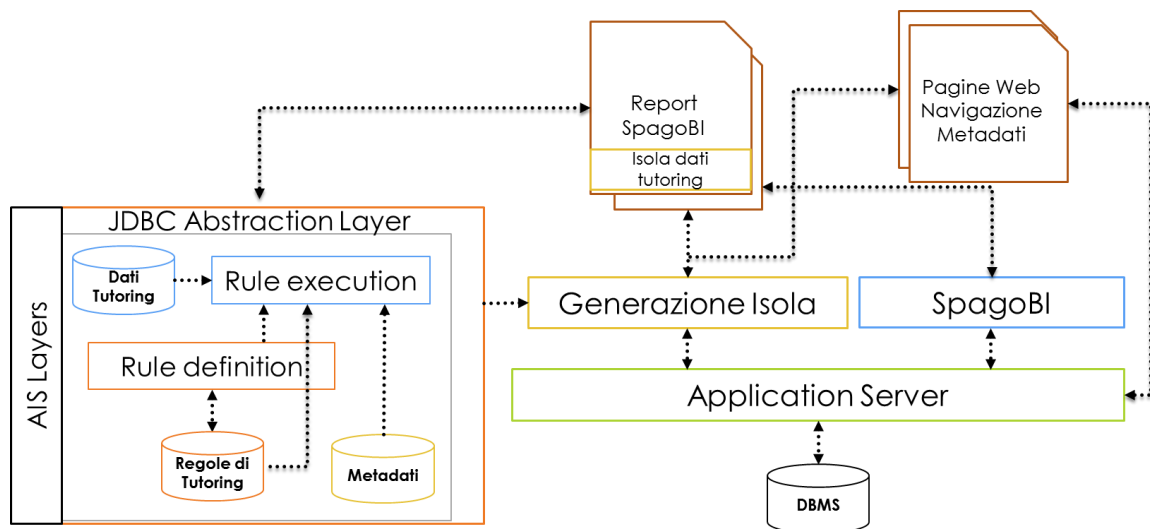 Report
SpagoBI
Isola dati
tutoring
Pagine Web
Navigazione
Metadati
AIS Layers
JDBC Abstraction Layer
Dati
Tutoring
Rule execution
Rule definition
Regole di
Tutoring
Metadati
Generazione Isola
SpagoBI
Application Server
DBMS